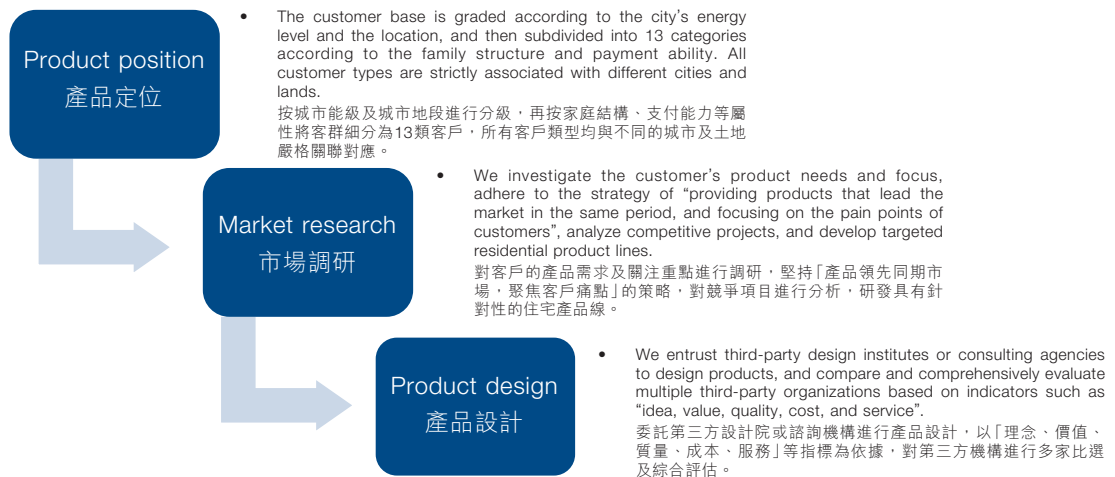 Product position
產品定位
• The customer base is graded according to the city's energy
level and the location, and then subdivided into 13 categories
according to the family structure and payment ability. All
customer types are strictly associated with different cities and
lands.
按城市能級及城市地段進行分級，再按家庭結構、支付能力等屬
性將客群細分為13類客戶，所有客戶類型均與不同的城市及土地
嚴格關聯對應。
Market research
市場調研
• We investigate the customer's product needs and focus,
adhere to the strategy of “providing products that lead the
market in the same period, and focusing on the pain points of
customers”, analyze competitive projects, and develop targeted
residential product lines.
對客戶的產品需求及關注重點進行調研，堅持「產品領先同期市
場，聚焦客戶痛點」的策略，對競爭項目進行分析，研發具有針
對性的住宅產品線。
Product design
產品設計
• We entrust third-party design institutes or consulting agencies
to design products, and compare and comprehensively evaluate
multiple third-party organizations based on indicators such as
“idea, value, quality, cost, and service”.
委託第三方設計院或諮詢機構進行產品設計，以「理念、價值、
質量、成本、服務」等指標為依據，對第三方機構進行多家比選
及綜合評估。